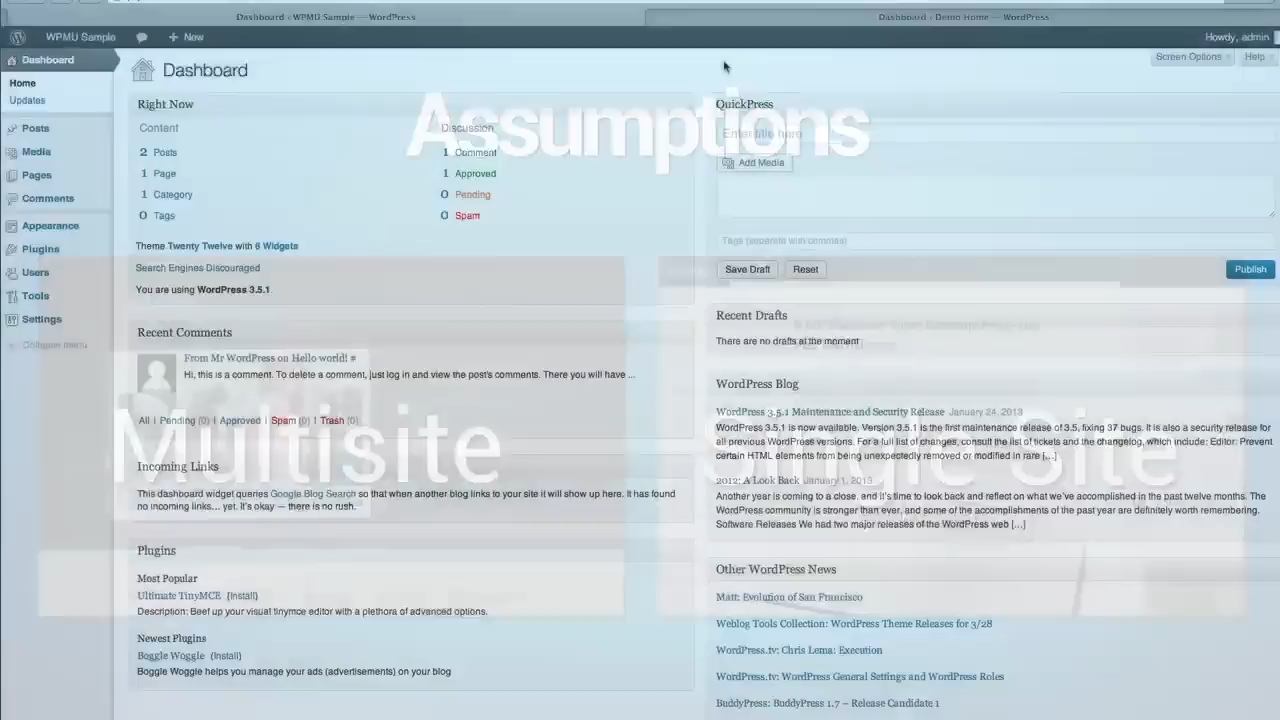 Dashboard ‹ WPMU Sample — WordPress
Dashboard ‹ Demo Home — WordPress
WPMU Sample
+ New
Howdy, admin
Dashboard
Home
Updates
Posts
Media
Pages
Comments
Appearance
Plugins
Users
Tools
Settings
Collapse menu
Dashboard
Screen Options
Help
Assumptions
Right Now
Content
Discussion
2 Posts
1 Comment
1 Page
1 Approved
1 Category
0 Pending
0 Tags
0 Spam
Theme Twenty Twelve with 6 Widgets
Search Engines Discouraged
You are using WordPress 3.5.1.
Recent Comments
From Mr WordPress on Hello world! #
Hi, this is a comment. To delete a comment, just log in and view the post's comments. There you will have ...
All | Pending (0) | Approved | Spam (0) | Trash (0)
Multisite
Incoming Links
This dashboard widget queries Google Blog Search so that when another blog links to your site it will show up here. It has found
no incoming links… yet. It's okay — there is no rush.
Plugins
Most Popular
Ultimate TinyMCE (Install)
Description: Beef up your visual tinymce editor with a plethora of advanced options.
Newest Plugins
Boggle Woggle (Install)
Boggle Woggle helps you manage your ads (advertisements) on your blog
QuickPress
Enter title here
Add Media
Tags (separate with commas)
Save Draft
Reset
Publish
Recent Drafts
There are no drafts at the moment
WordPress Blog
WordPress 3.5.1 Maintenance and Security Release January 24, 2013
WordPress 3.5.1 is now available. Version 3.5.1 is the first maintenance release of 3.5, fixing 37 bugs. It is also a security release for
all previous WordPress versions. For a full list of changes, consult the list of tickets and the changelog, which include: Editor: Prevent
certain HTML elements from being unexpectedly removed or modified in rare [...]
Single Site
2012: A Look Back January 1, 2013
Another year is coming to a close, and it's time to look back and reflect on what we've accomplished in the past twelve months. The
WordPress community is stronger than ever, and some of the accomplishments of the past year are definitely worth remembering.
Software Releases We had two major releases of the WordPress web [...]
Other WordPress News
Matt: Evolution of San Francisco
Weblog Tools Collection: WordPress Theme Releases for 3/28
WordPress.tv: Chris Lema: Execution
WordPress.tv: WordPress General Settings and WordPress Roles
BuddyPress: BuddyPress 1.7 – Release Candidate 1